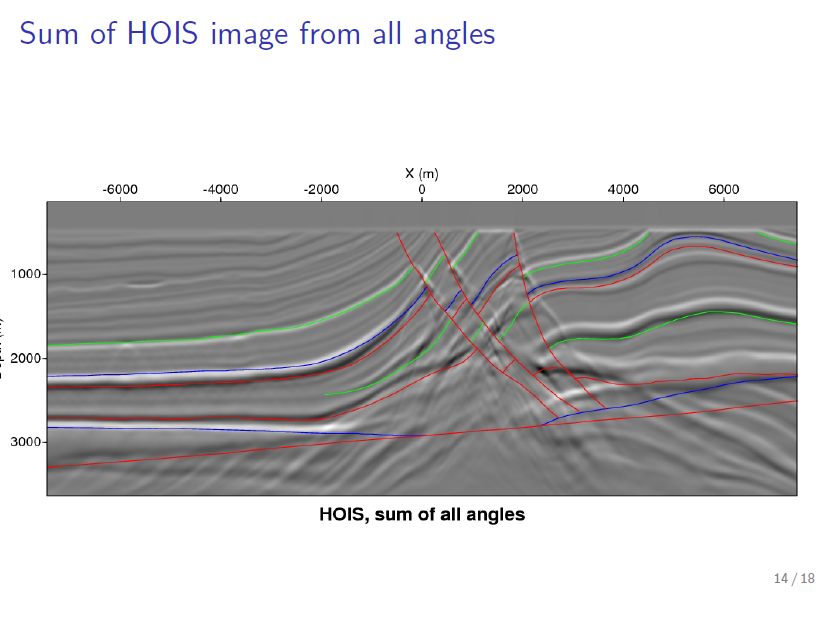 Sum of HOIS image from all angles
X (m)
-6000 -4000 -2000 0 2000 4000 6000
1000
2000
3000
HOIS, sum of all angles
14 / 18